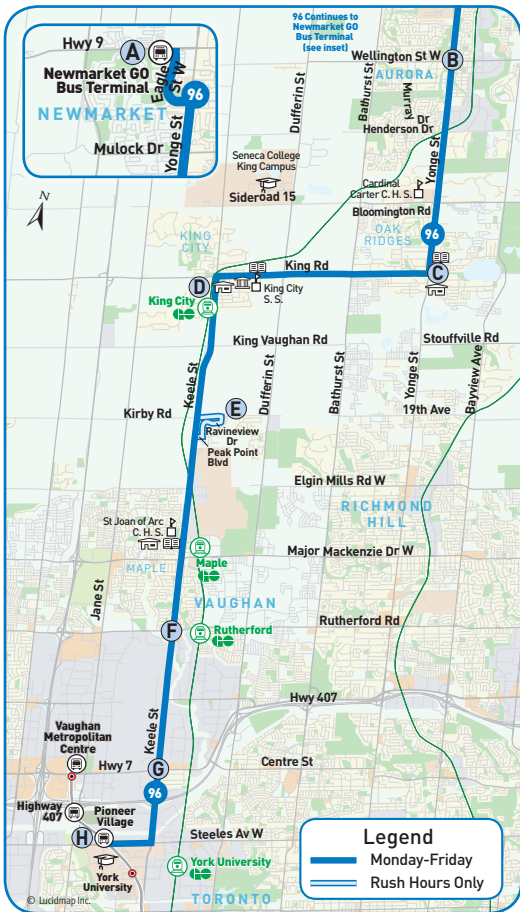 96 Continues to
Newmarket GO
Bus Terminal
(see inset)
Hwy 9
A
Newmarket GO
Bus Terminal
Eagle
St W
96
NEWMARKET
Mulock Dr
Yonge St
N
Wellington St W
B
AURORA
Dufferin St
Bathurst St
Murray
Dr
Henderson Dr
Yonge St
Seneca College
King Campus
Sideroad 15
Cardinal
Carter C. H. S.
Bloomington Rd
KING
CITY
OAK
RIDGES
96
King Rd
C
D
King City
S. S.
King City
King Vaughan Rd
Stouffville Rd
Keele St
Dufferin St
Bathurst St
Yonge St
Bayview Ave
Kirby Rd
E
19th Ave
Ravineview
Dr
Peak Point
Blvd
Elgin Mills Rd W
RICHMOND
HILL
St Joan of Arc
C. H. S.
MAPLE
Maple
Major Mackenzie Dr W
Jane St
VAUGHAN
F
Rutherford
Rutherford Rd
Hwy 407
Keele St
Vaughan
Metropolitan
Centre
Hwy 7
G
Centre St
96
Highway
407
Pioneer
Village
H
Steeles Av W
York
University
York University
TORONTO
Legend
Monday-Friday
Rush Hours Only
© Lucidmap Inc.